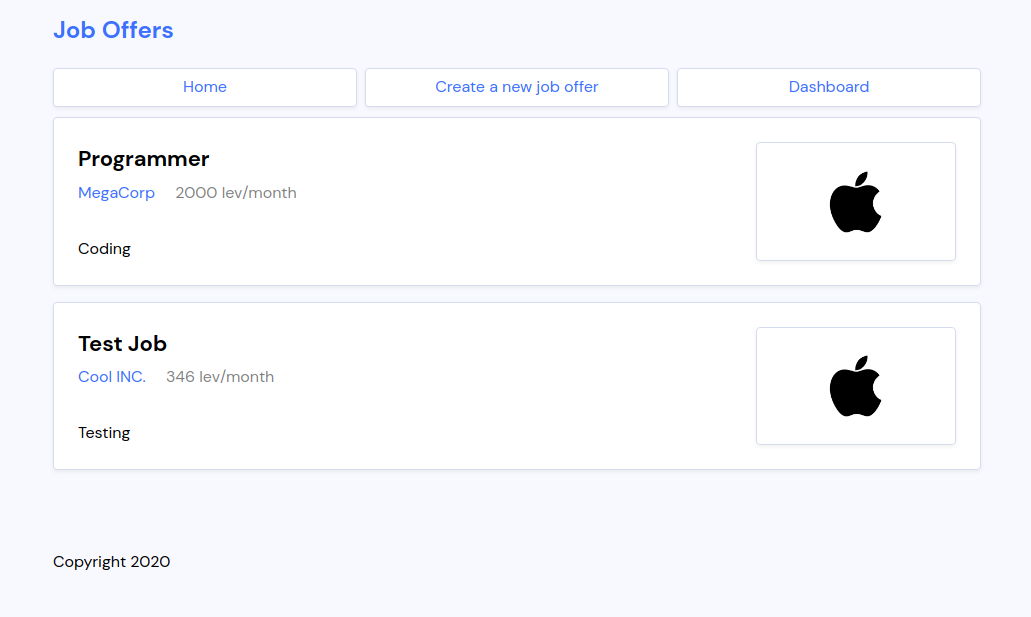 Job Offers
Home Create a new job offer Dashboard
Programmer
MegaCorp 2000 lev/month
Coding
Test Job
Cool INC. 346 lev/month
Testing
Copyright 2020